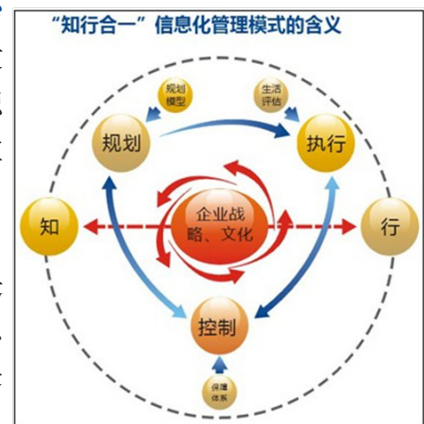 “知行合一”信息化管理模式的含义
规划
模型
生活
评估
规划
执行
企业战
略、文化
知
行
控制
保障
体系